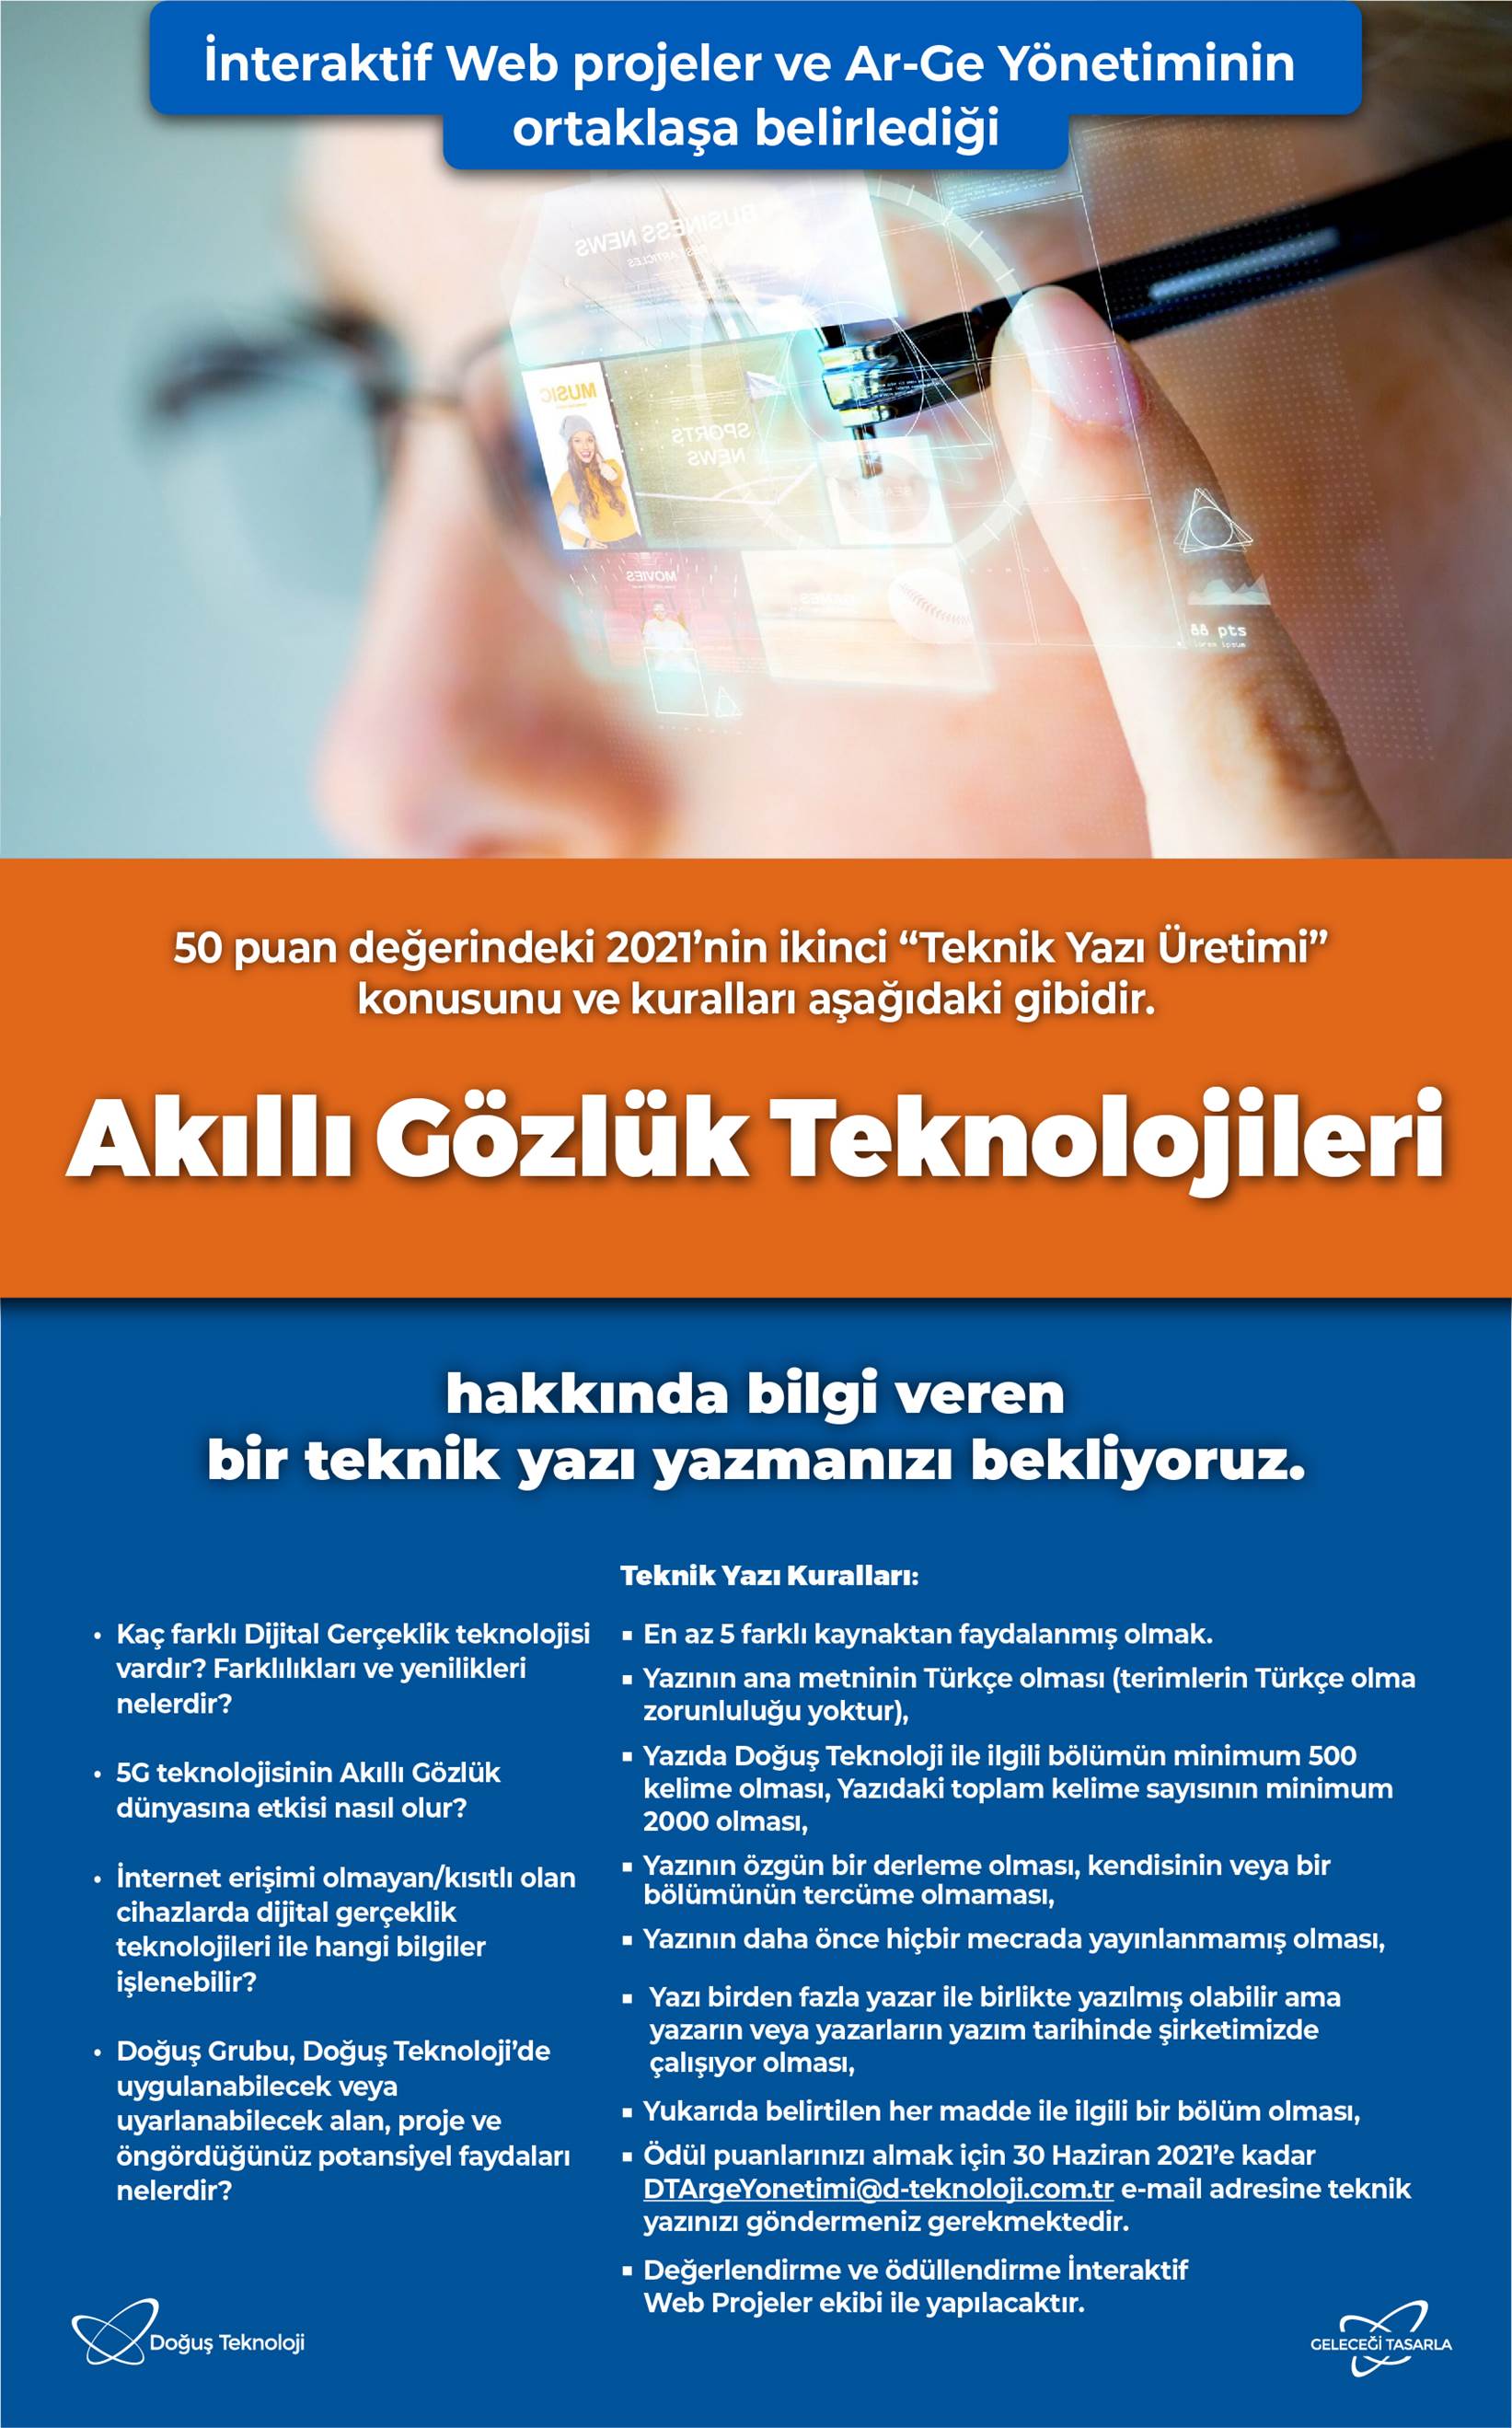 İnteraktif Web projeler ve Ar-Ge Yönetiminin
ortaklaşa belirlediği
BUSINESS NEWS
ARTICLES
MUSIC
SPORTS
NEWS
MOVIES
88 pts
lorem ipsum
50 puan değerindeki 2021’nin ikinci “Teknik Yazı Üretimi”
konusunu ve kuralları aşağıdaki gibidir.
Akıllı Gözlük Teknolojileri
hakkında bilgi veren
bir teknik yazı yazmanızı bekliyoruz.
• Kaç farklı Dijital Gerçeklik teknolojisi
vardır? Farklılıkları ve yenilikleri
nelerdir?
• 5G teknolojisinin Akıllı Gözlük
dünyasına etkisi nasıl olur?
• İnternet erişimi olmayan/kısıtlı olan
cihazlarda dijital gerçeklik
teknolojileri ile hangi bilgiler
işlenebilir?
• Doğuş Grubu, Doğuş Teknoloji’de
uygulanabilecek veya
uyarlanabilecek alan, proje ve
öngördüğünüz potansiyel faydaları
nelerdir?
Teknik Yazı Kuralları:
▪ En az 5 farklı kaynaktan faydalanmış olmak.
▪ Yazının ana metninin Türkçe olması (terimlerin Türkçe olma
zorunluluğu yoktur),
▪ Yazıda Doğuş Teknoloji ile ilgili bölümün minimum 500
kelime olması, Yazıdaki toplam kelime sayısının minimum
2000 olması,
▪ Yazının özgün bir derleme olması, kendisinin veya bir
bölümünün tercüme olmaması,
▪ Yazının daha önce hiçbir mecrada yayınlanmamış olması,
▪ Yazı birden fazla yazar ile birlikte yazılmış olabilir ama
yazarın veya yazarların yazım tarihinde şirketimizde
çalışıyor olması,
▪ Yukarıda belirtilen her madde ile ilgili bir bölüm olması,
▪ Ödül puanlarınızı almak için 30 Haziran 2021’e kadar
DTArgeYonetimi@d-teknoloji.com.tr e-mail adresine teknik
yazınızı göndermeniz gerekmektedir.
▪ Değerlendirme ve ödüllendirme İnteraktif
Web Projeler ekibi ile yapılacaktır.
Doğuş Teknoloji
GELECEĞİ TASARLA